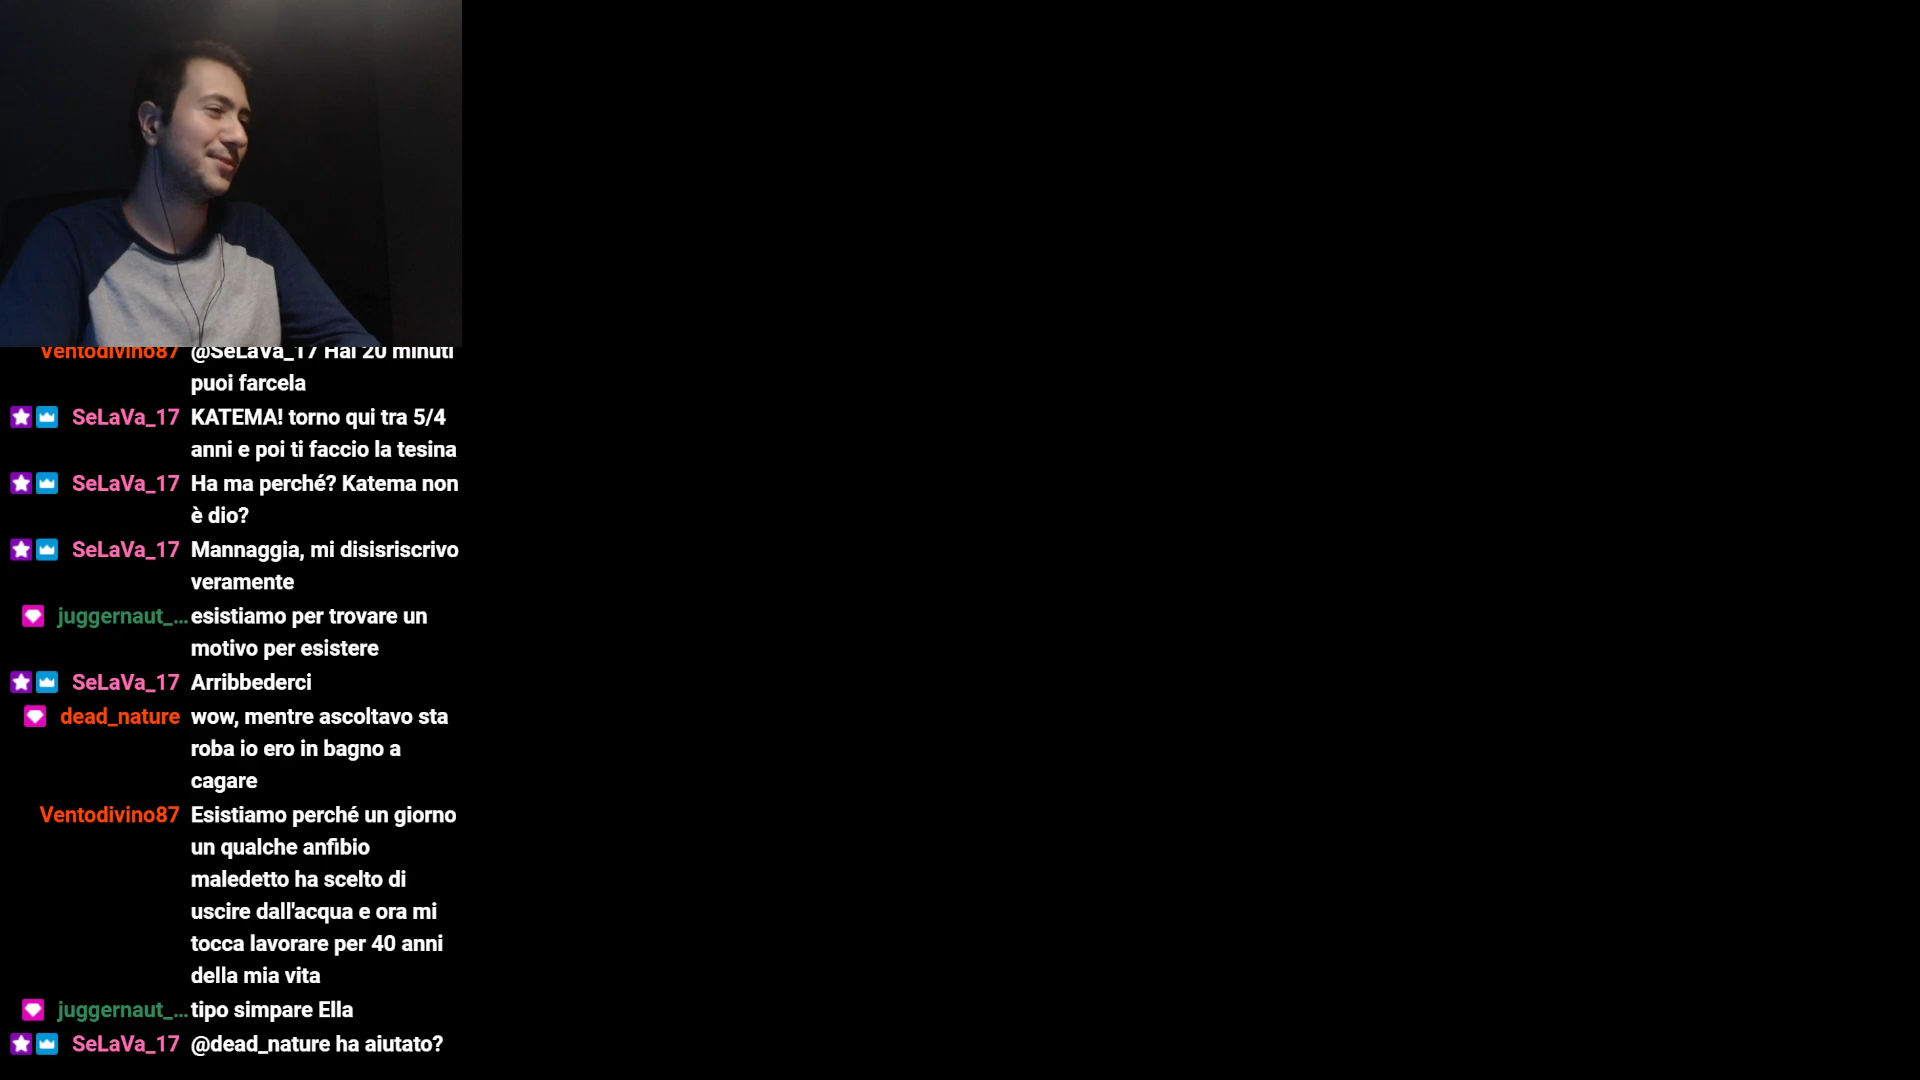 Ventodivino87 @SeLaVa_17 Hai 20 minuti
puoi farcela
SeLaVa_17 KATEMA! torno qui tra 5/4
anni e poi ti faccio la tesina
SeLaVa_17 Ha ma perché? Katema non
è dio?
SeLaVa_17 Mannaggia, mi disisriscrivo
veramente
juggernaut_... esistiamo per trovare un
motivo per esistere
SeLaVa_17 Arribbederci
dead_nature wow, mentre ascoltavo sta
roba io ero in bagno a
cagare
Ventodivino87 Esistiamo perché un giorno
un qualche anfibio
maledetto ha scelto di
uscire dall'acqua e ora mi
tocca lavorare per 40 anni
della mia vita
juggernaut_... tipo simpare Ella
SeLaVa_17 @dead_nature ha aiutato?